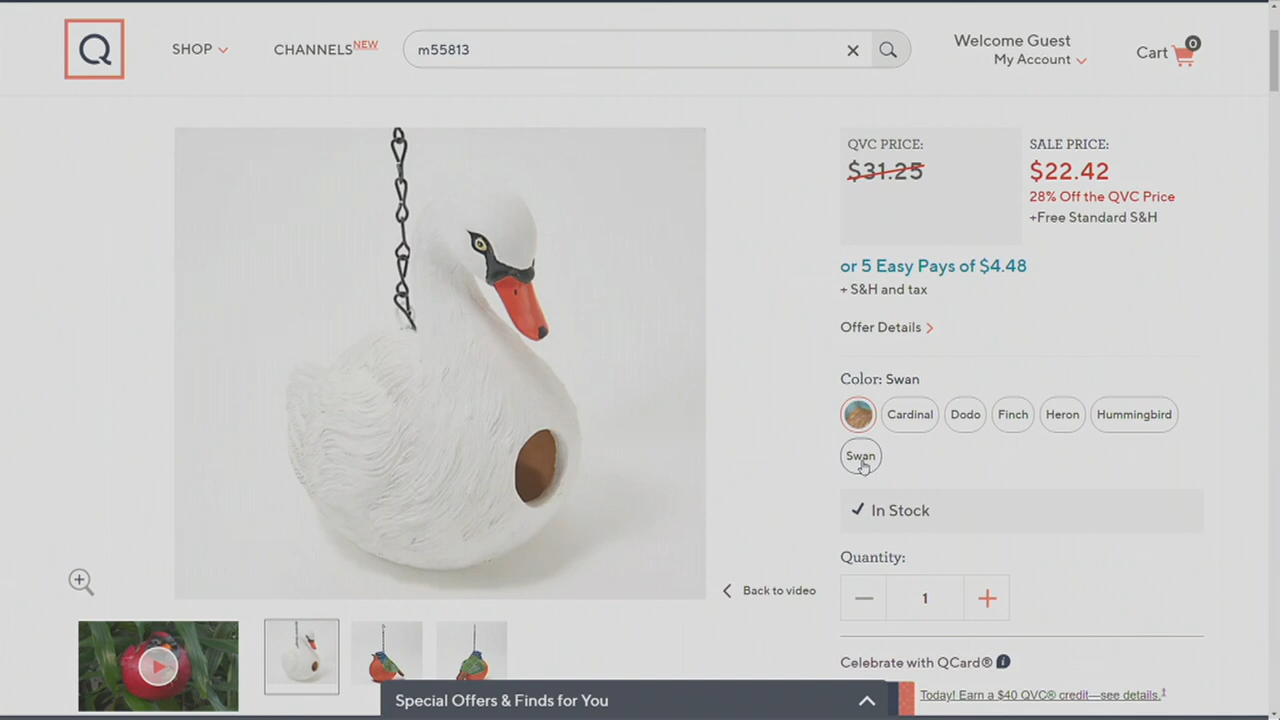 Q
SHOP
CHANNELS NEW
m55813
Welcome Guest
My Account
Cart 0
QVC PRICE:
$31.25
SALE PRICE:
$22.42
28% Off the QVC Price
+Free Standard S&H
or 5 Easy Pays of $4.48
+ S&H and tax
Offer Details
Color: Swan
Cardinal Dodo Finch Heron Hummingbird
Swan
In Stock
Quantity:
1
Back to video
Celebrate with QCard®
Special Offers & Finds for You
Today! Earn a $40 QVC® credit—see details.‡